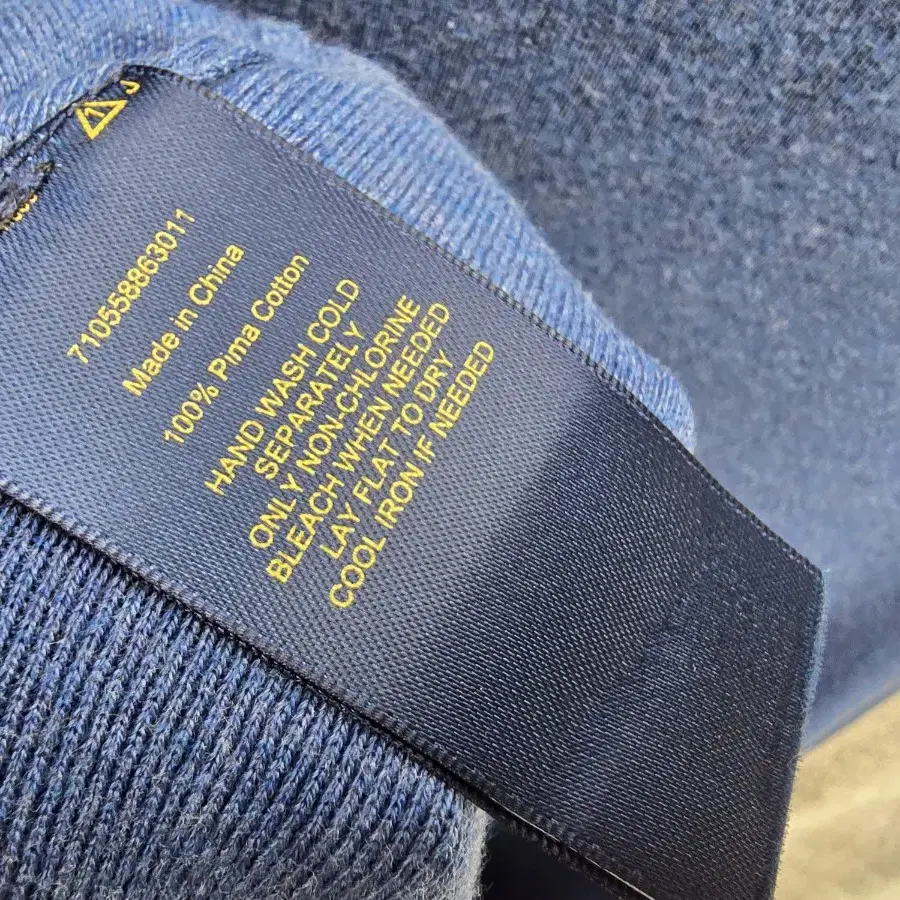 J
710558863011
Made in China
100% Pima Cotton
HAND WASH COLD
SEPARATELY
ONLY NON-CHLORINE
BLEACH WHEN NEEDED
LAY FLAT TO DRY
COOL IRON IF NEEDED